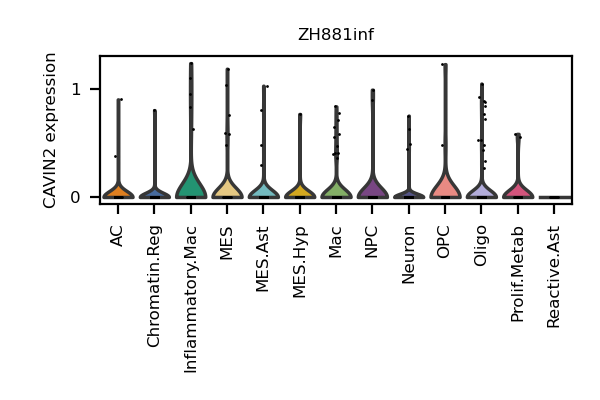 ZH881inf
CAVIN2 expression
1
0
AC
Chromatin.Reg
Inflammatory.Mac
MES
MES.Ast
MES.Hyp
Mac
NPC
Neuron
OPC
Oligo
Prolif.Metab
Reactive.Ast